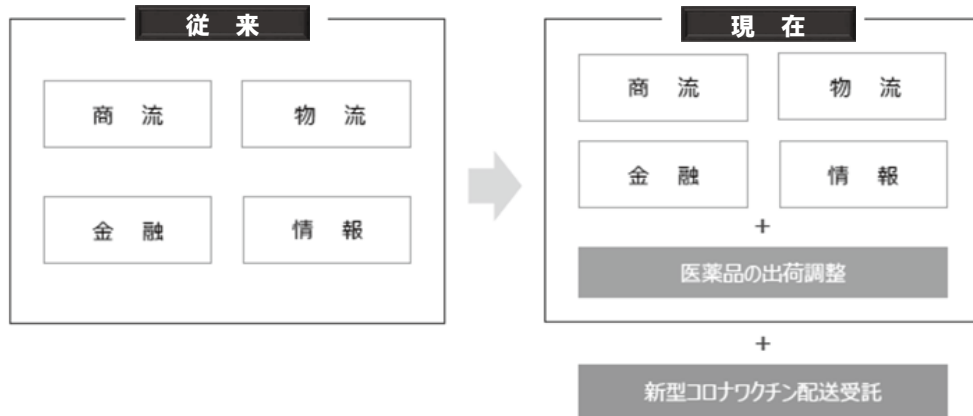 従 来
商 流
物 流
金 融
情 報
現 在
商 流
物 流
金 融
情 報
+
医薬品の出荷調整
+
新型コロナワクチン配送受託